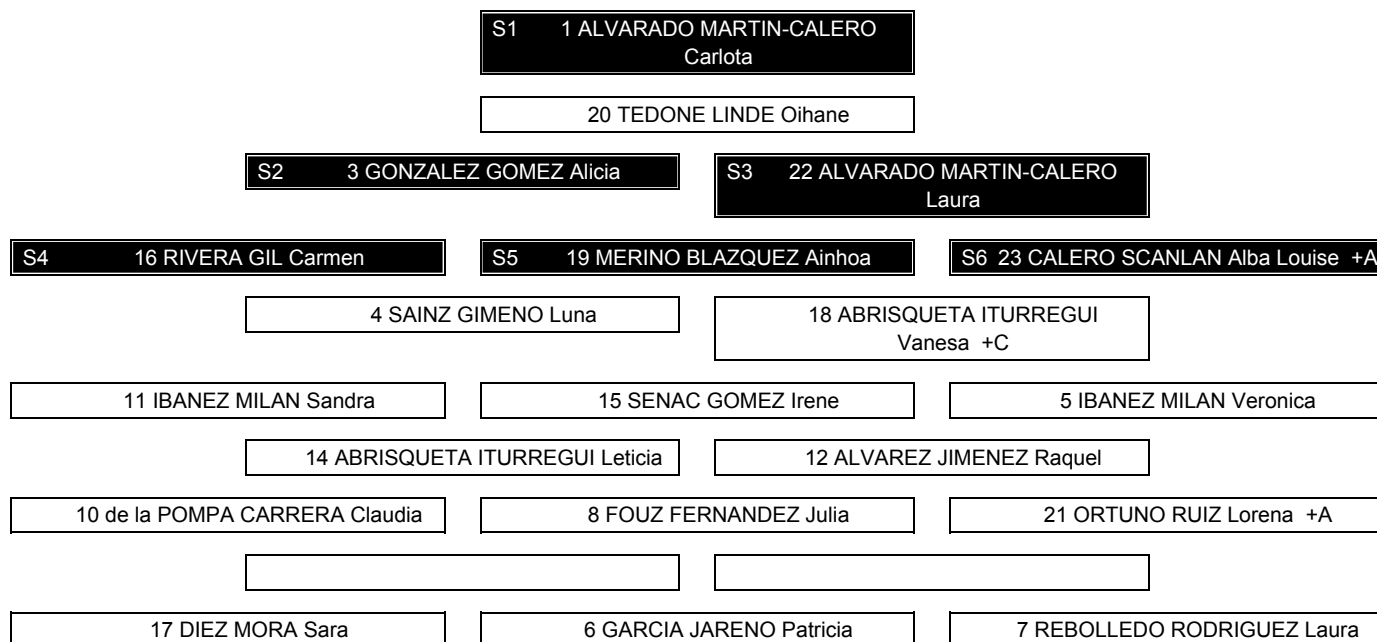 S1 1 ALVARADO MARTIN-CALERO
Carlota
20 TEDONE LINDE Oihane
S2 3 GONZALEZ GOMEZ Alicia
S3 22 ALVARADO MARTIN-CALERO
Laura
S4 16 RIVERA GIL Carmen
S5 19 MERINO BLAZQUEZ Ainhoa
S6 23 CALERO SCANLAN Alba Louise +A
4 SAINZ GIMENO Luna
18 ABRISQUETA ITURREGUI
Vanesa +C
11 IBANEZ MILAN Sandra
15 SENAC GOMEZ Irene
5 IBANEZ MILAN Veronica
14 ABRISQUETA ITURREGUI Leticia
12 ALVAREZ JIMENEZ Raquel
10 de la POMPA CARRERA Claudia
8 FOUZ FERNANDEZ Julia
21 ORTUNO RUIZ Lorena +A
17 DIEZ MORA Sara
6 GARCIA JARENO Patricia
7 REBOLLEDO RODRIGUEZ Laura